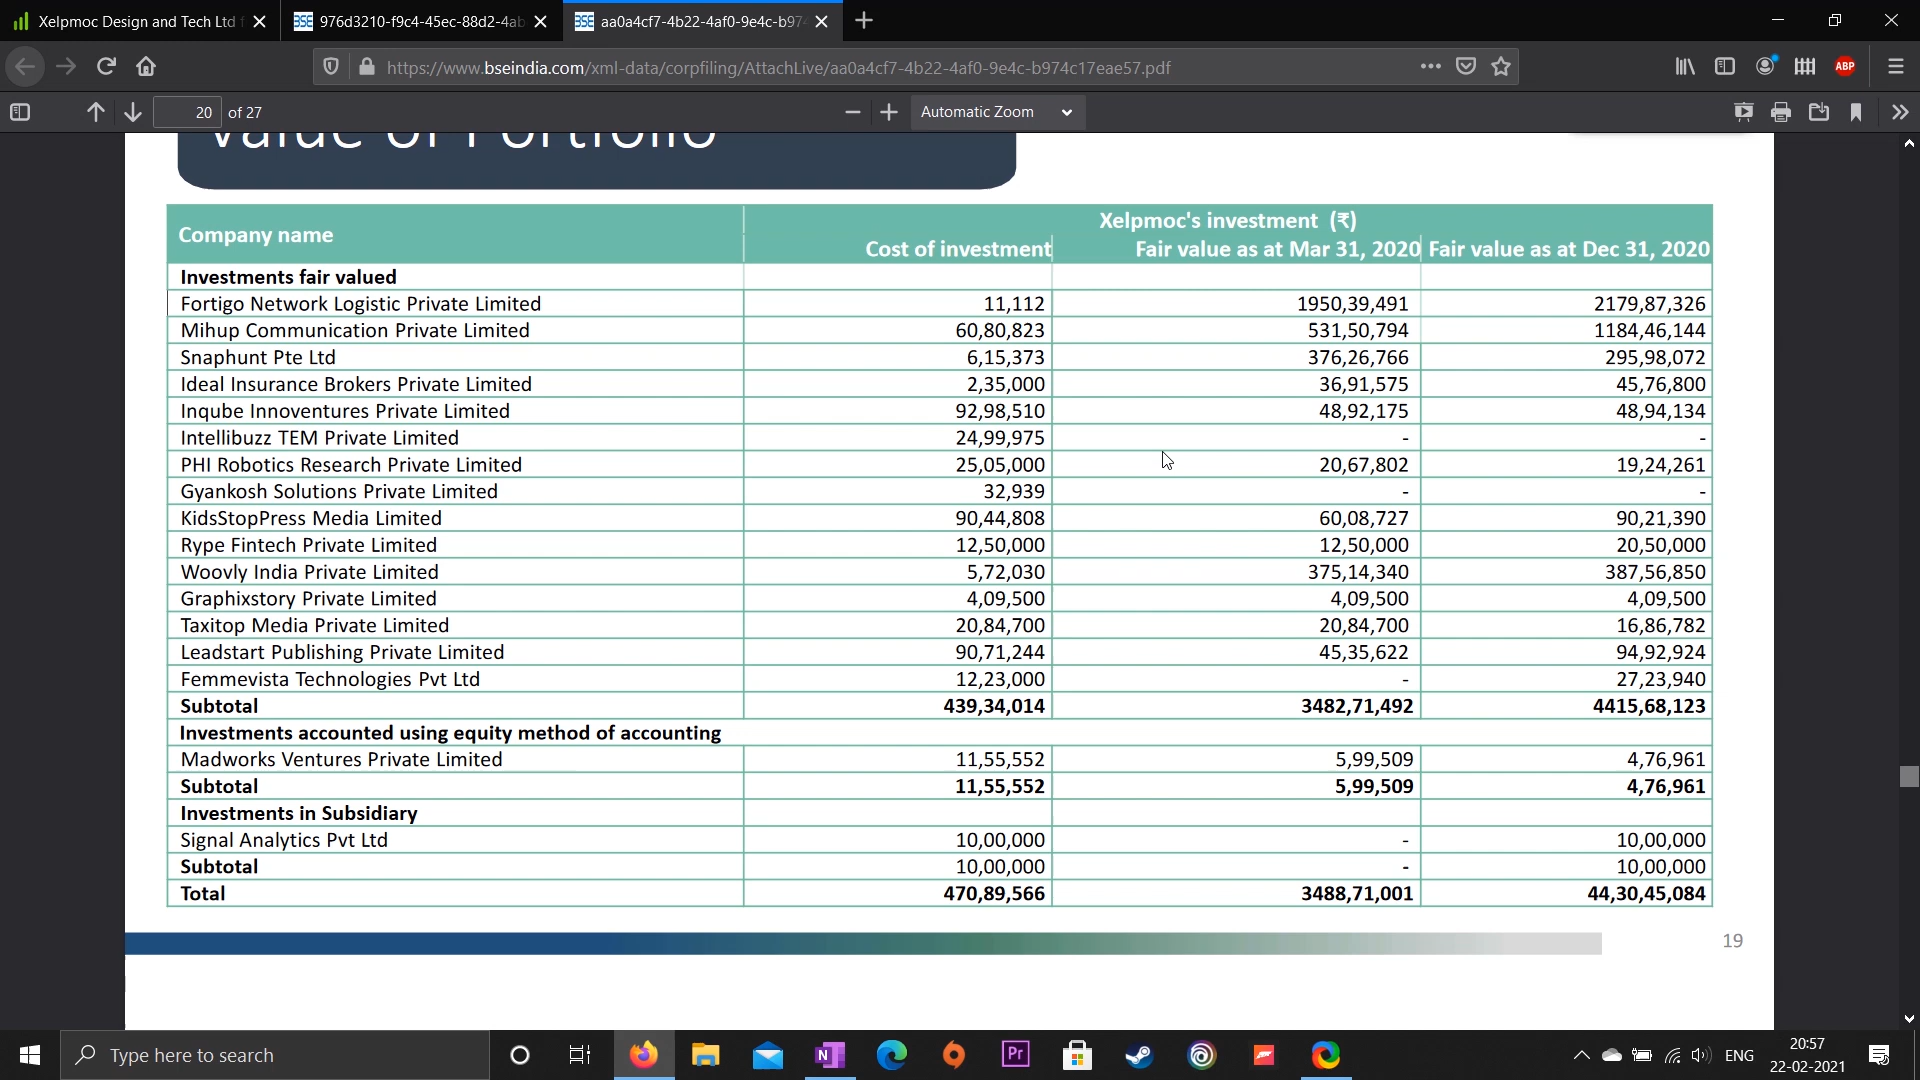 Xelpmoc Design and Tech Ltd f
BSE 976d3210-f9c4-45ec-88d2-4ab
BSE aa0a4cf7-4b22-4af0-9e4c-b974
https://www.bseindia.com/xml-data/corpfiling/AttachLive/aa0a4cf7-4b22-4af0-9e4c-b974c17eae57.pdf
ABP
20 of 27
Automatic Zoom
Value of Portfolio
Company name
Xelpmoc's investment (₹)
Cost of investment Fair value as at Mar 31, 2020 Fair value as at Dec 31, 2020
Investments fair valued
Fortigo Network Logistic Private Limited 11,112 1950,39,491 2179,87,326
Mihup Communication Private Limited 60,80,823 531,50,794 1184,46,144
Snaphunt Pte Ltd 6,15,373 376,26,766 295,98,072
Ideal Insurance Brokers Private Limited 2,35,000 36,91,575 45,76,800
Inqube Innoventures Private Limited 92,98,510 48,92,175 48,94,134
Intellibuzz TEM Private Limited 24,99,975 - -
PHI Robotics Research Private Limited 25,05,000 20,67,802 19,24,261
Gyankosh Solutions Private Limited 32,939 - -
KidsStopPress Media Limited 90,44,808 60,08,727 90,21,390
Rype Fintech Private Limited 12,50,000 12,50,000 20,50,000
Woovly India Private Limited 5,72,030 375,14,340 387,56,850
Graphixstory Private Limited 4,09,500 4,09,500 4,09,500
Taxitop Media Private Limited 20,84,700 20,84,700 16,86,782
Leadstart Publishing Private Limited 90,71,244 45,35,622 94,92,924
Femmevista Technologies Pvt Ltd 12,23,000 - 27,23,940
Subtotal 439,34,014 3482,71,492 4415,68,123
Investments accounted using equity method of accounting
Madworks Ventures Private Limited 11,55,552 5,99,509 4,76,961
Subtotal 11,55,552 5,99,509 4,76,961
Investments in Subsidiary
Signal Analytics Pvt Ltd 10,00,000 - 10,00,000
Subtotal 10,00,000 - 10,00,000
Total 470,89,566 3488,71,001 44,30,45,084
19
Type here to search
N
Pr
ENG
20:57
22-02-2021